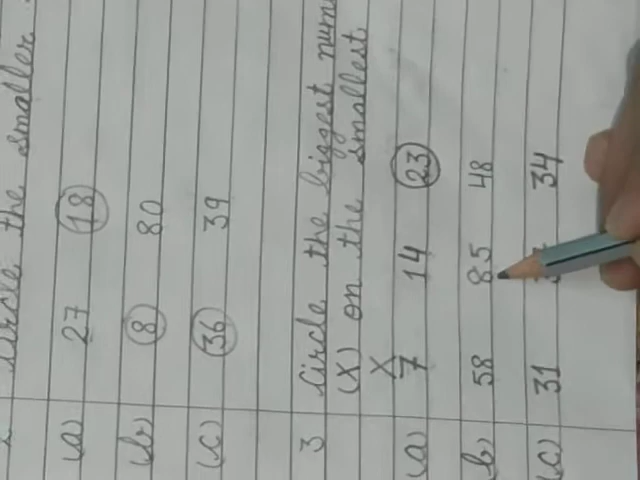 Circle the smaller
(a) 27 18
(b) 8 80
(c) 36 39
3 Circle the biggest num
(X) on the smallest
X
(a) 7 14 23
(b) 58 85 48
(c) 31 34